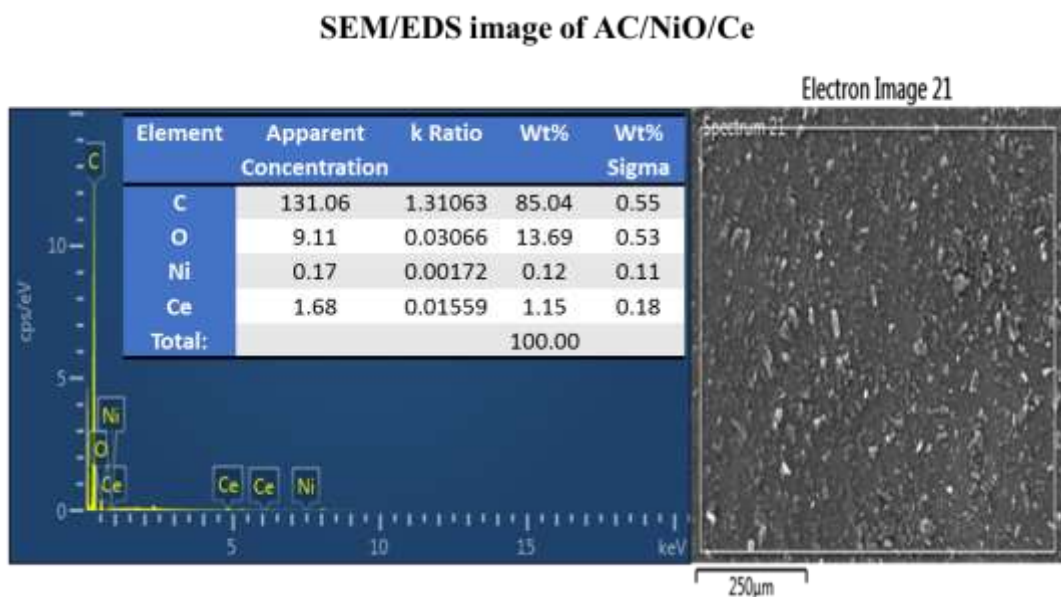 SEM/EDS image of AC/NiO/Ce
Electron Image 21
Spectrum 21
Element Apparent Concentration k Ratio Wt% Wt% Sigma
C 131.06 1.31063 85.04 0.55
O 9.11 0.03066 13.69 0.53
Ni 0.17 0.00172 0.12 0.11
Ce 1.68 0.01559 1.15 0.18
Total: 100.00
C
10
cps/eV
5
Ni
O
Ce
Ce
Ce
Ni
0
5
10
15
keV
250µm